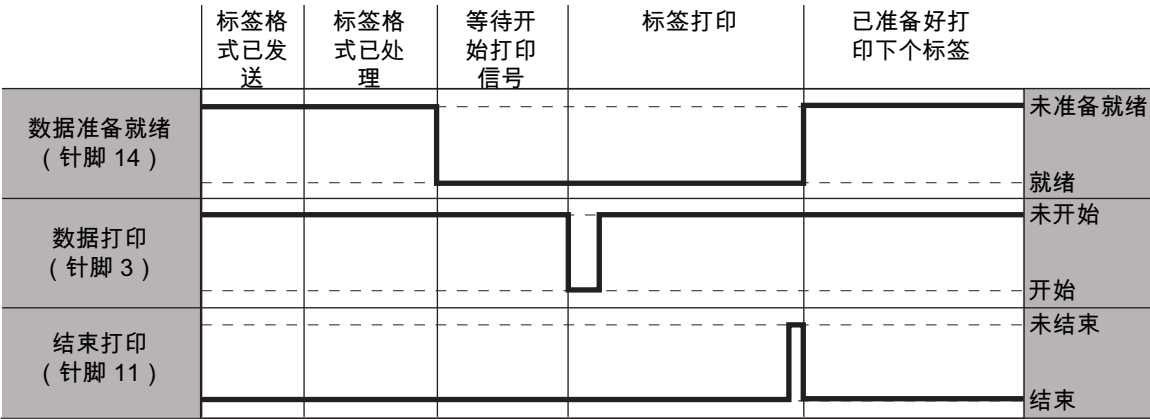 标签格
式已发
送
标签格
式已处
理
等待开
始打印
信号
标签打印
已准备好打
印下个标签
数据准备就绪
（针脚 14）
未准备就绪
就绪
数据打印
（针脚 3）
未开始
开始
结束打印
（针脚 11）
未结束
结束